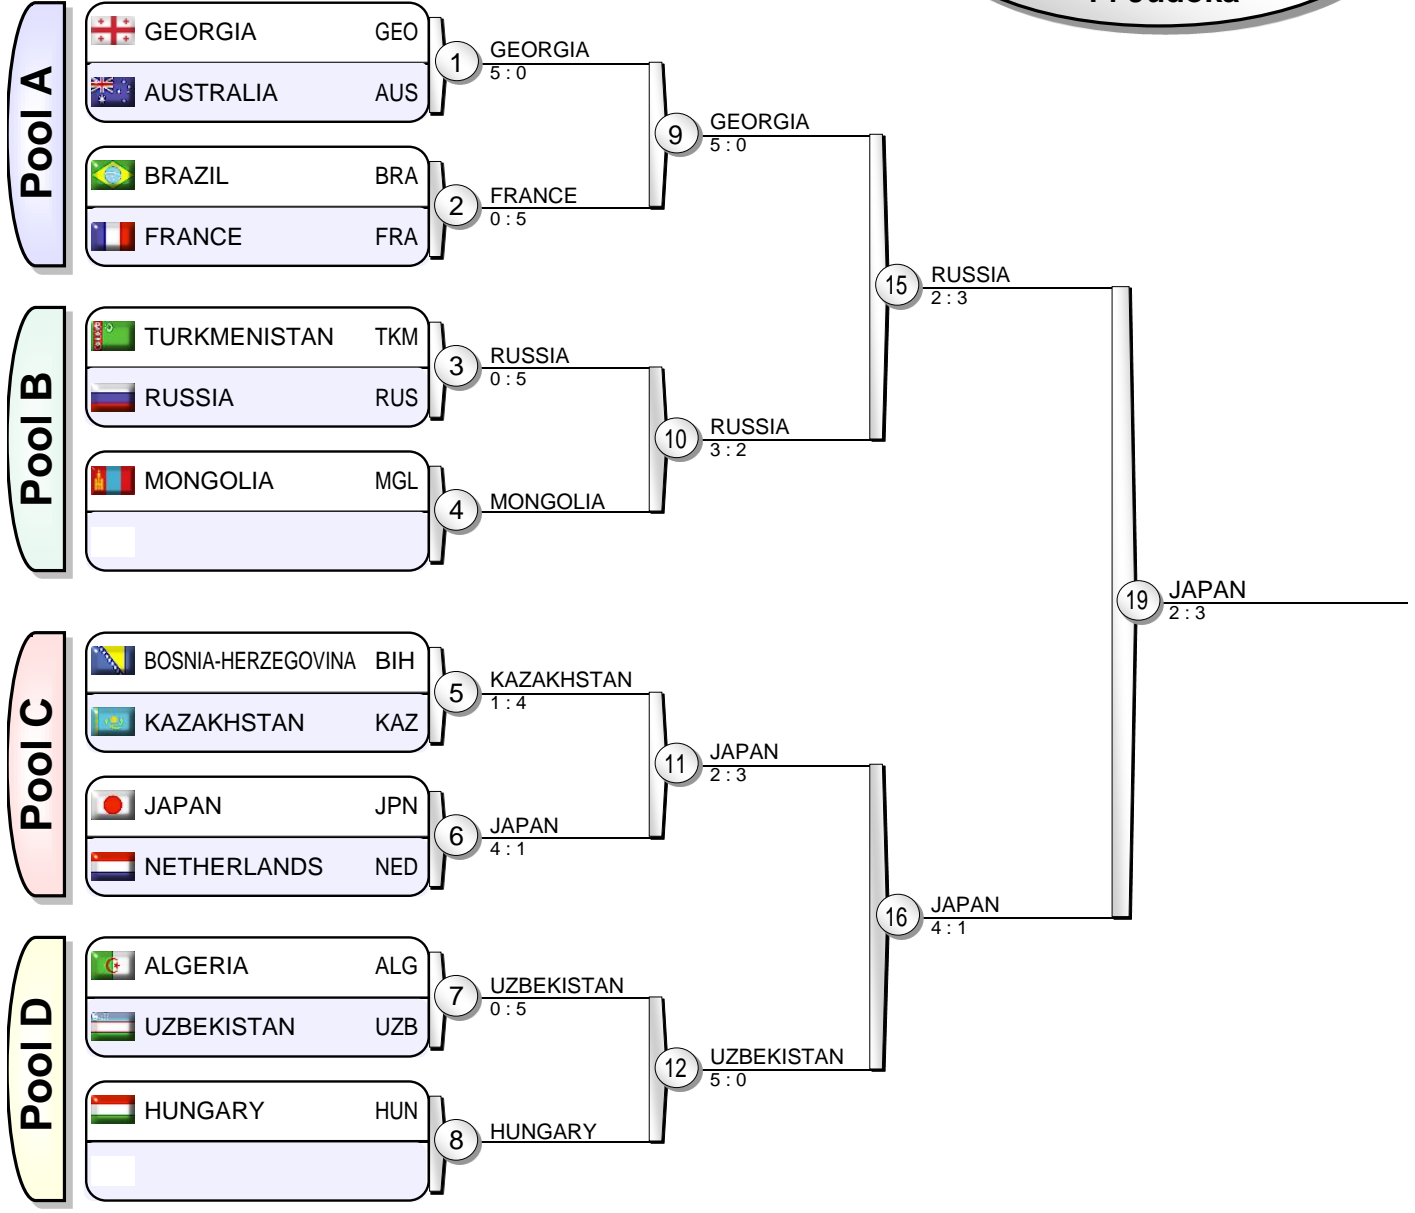 Pool A
GEORGIA GEO
AUSTRALIA AUS
1
GEORGIA
5 : 0
BRAZIL BRA
FRANCE FRA
2
FRANCE
0 : 5
9
GEORGIA
5 : 0
Pool B
TURKMENISTAN TKM
RUSSIA RUS
3
RUSSIA
0 : 5
MONGOLIA MGL
4
MONGOLIA
10
RUSSIA
3 : 2
15
RUSSIA
2 : 3
Pool C
BOSNIA-HERZEGOVINA BIH
KAZAKHSTAN KAZ
5
KAZAKHSTAN
1 : 4
JAPAN JPN
NETHERLANDS NED
6
JAPAN
4 : 1
11
JAPAN
2 : 3
Pool D
ALGERIA ALG
UZBEKISTAN UZB
7
UZBEKISTAN
0 : 5
HUNGARY HUN
8
HUNGARY
12
UZBEKISTAN
5 : 0
16
JAPAN
4 : 1
19
JAPAN
2 : 3